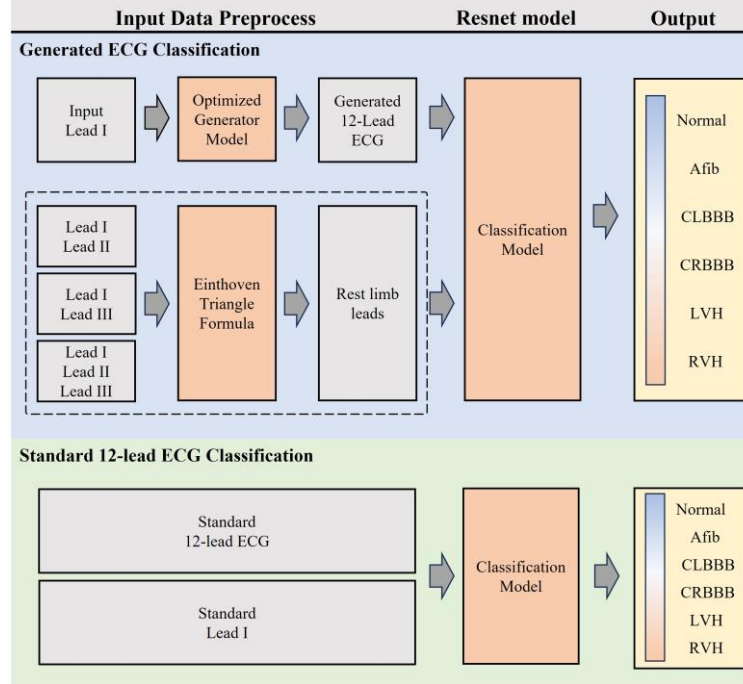 Input Data Preprocess
Resnet model
Output
Generated ECG Classification
Input
Lead I
Optimized
Generator
Model
Generated
12-Lead
ECG
Lead I
Lead II
Lead I
Lead III
Lead I
Lead II
Lead III
Einthoven
Triangle
Formula
Rest limb
leads
Classification
Model
Normal
Afib
CLBBB
CRBBB
LVH
RVH
Standard 12-lead ECG Classification
Standard
12-lead ECG
Standard
Lead I
Classification
Model
Normal
Afib
CLBBB
CRBBB
LVH
RVH